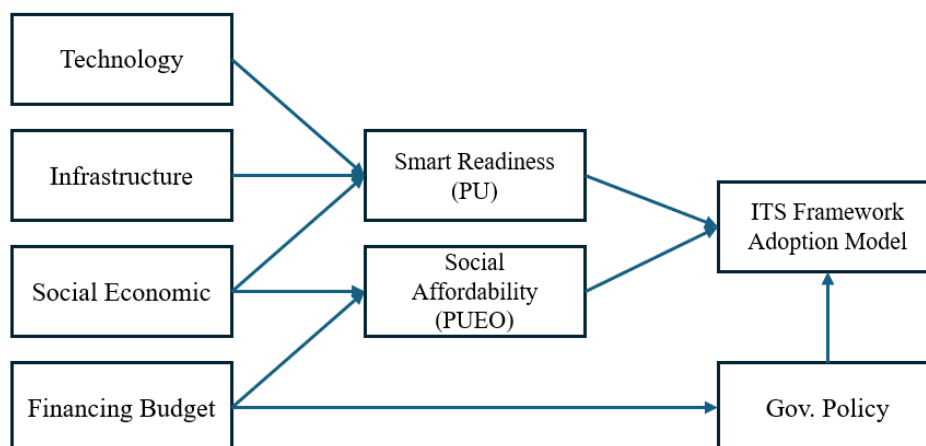 Technology
Infrastructure
Social Economic
Financing Budget
Smart Readiness
(PU)
Social
Affordability
(PUEO)
ITS Framework
Adoption Model
Gov. Policy